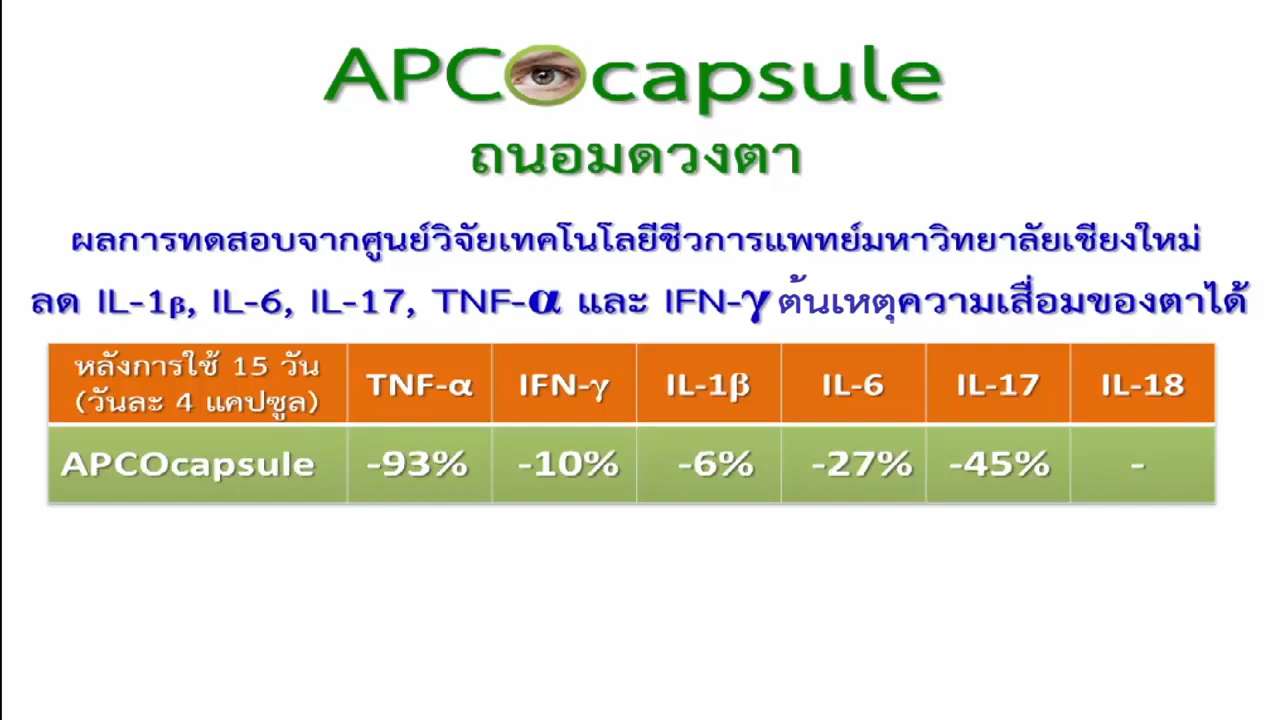 APCOcapsule
ถนอมดวงตา
ผลการทดสอบจากศูนย์วิจัยเทคโนโลยีชีวการแพทย์มหาวิทยาลัยเชียงใหม่
ลด IL-1β, IL-6, IL-17, TNF-α และ IFN-γ ต้นเหตุความเสื่อมของตาได้
หลังการใช้ 15 วัน
(วันละ 4 แคปซูล) TNF-α IFN-γ IL-1β IL-6 IL-17 IL-18
APCOcapsule -93% -10% -6% -27% -45% -